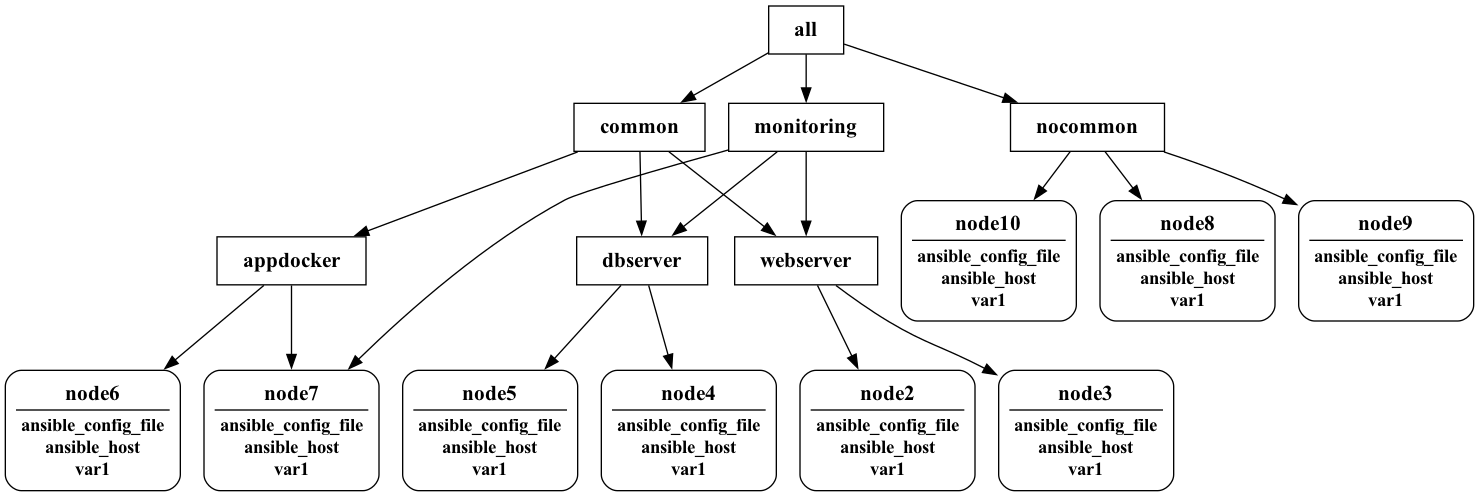 all
common
monitoring
nocommon
node10
ansible_config_file
ansible_host
var1
node8
ansible_config_file
ansible_host
var1
node9
ansible_config_file
ansible_host
var1
appdocker
dbserver
webserver
node6
ansible_config_file
ansible_host
var1
node7
ansible_config_file
ansible_host
var1
node5
ansible_config_file
ansible_host
var1
node4
ansible_config_file
ansible_host
var1
node2
ansible_config_file
ansible_host
var1
node3
ansible_config_file
ansible_host
var1